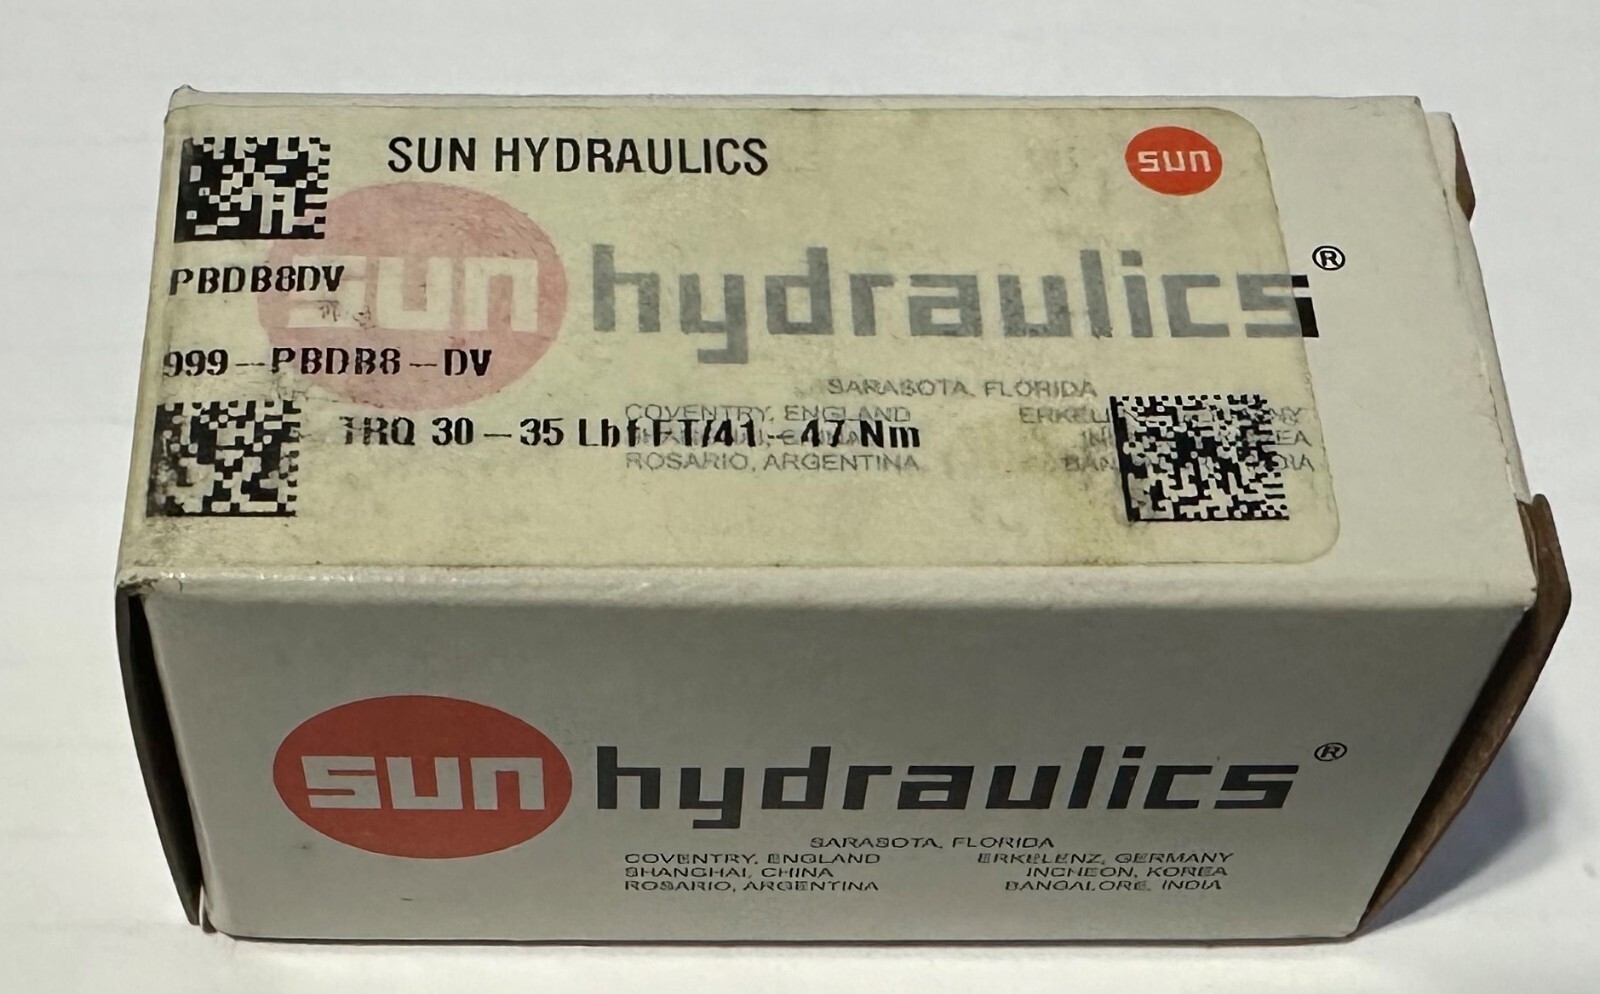 SUN HYDRAULICS
sun
PBDB8DV
sun hydraulics®
999-PBDB8-DV
SARASOTA, FLORIDA
COVENTRY, ENGLAND
TRQ 30-35 Lbf FT/41-47 Nm
ROSARIO, ARGENTINA
sun hydraulics®
SARASOTA, FLORIDA
COVENTRY, ENGLAND ERKELENZ, GERMANY
SHANGHAI, CHINA INCHEON, KOREA
ROSARIO, ARGENTINA BANGALORE, INDIA